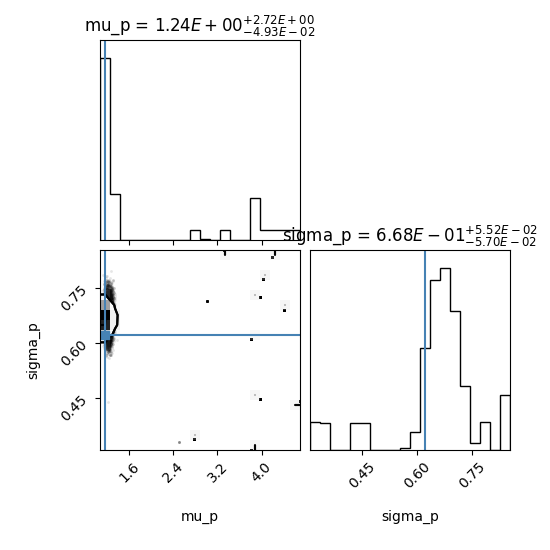 mu_p = 1.24E + 00+2.72E+00
−4.93E−02
sigma_p = 6.68E − 01+5.52E−02
−5.70E−02
0.75
0.60
0.45
sigma_p
1.6 2.4 3.2 4.0
0.45 0.60 0.75
mu_p sigma_p